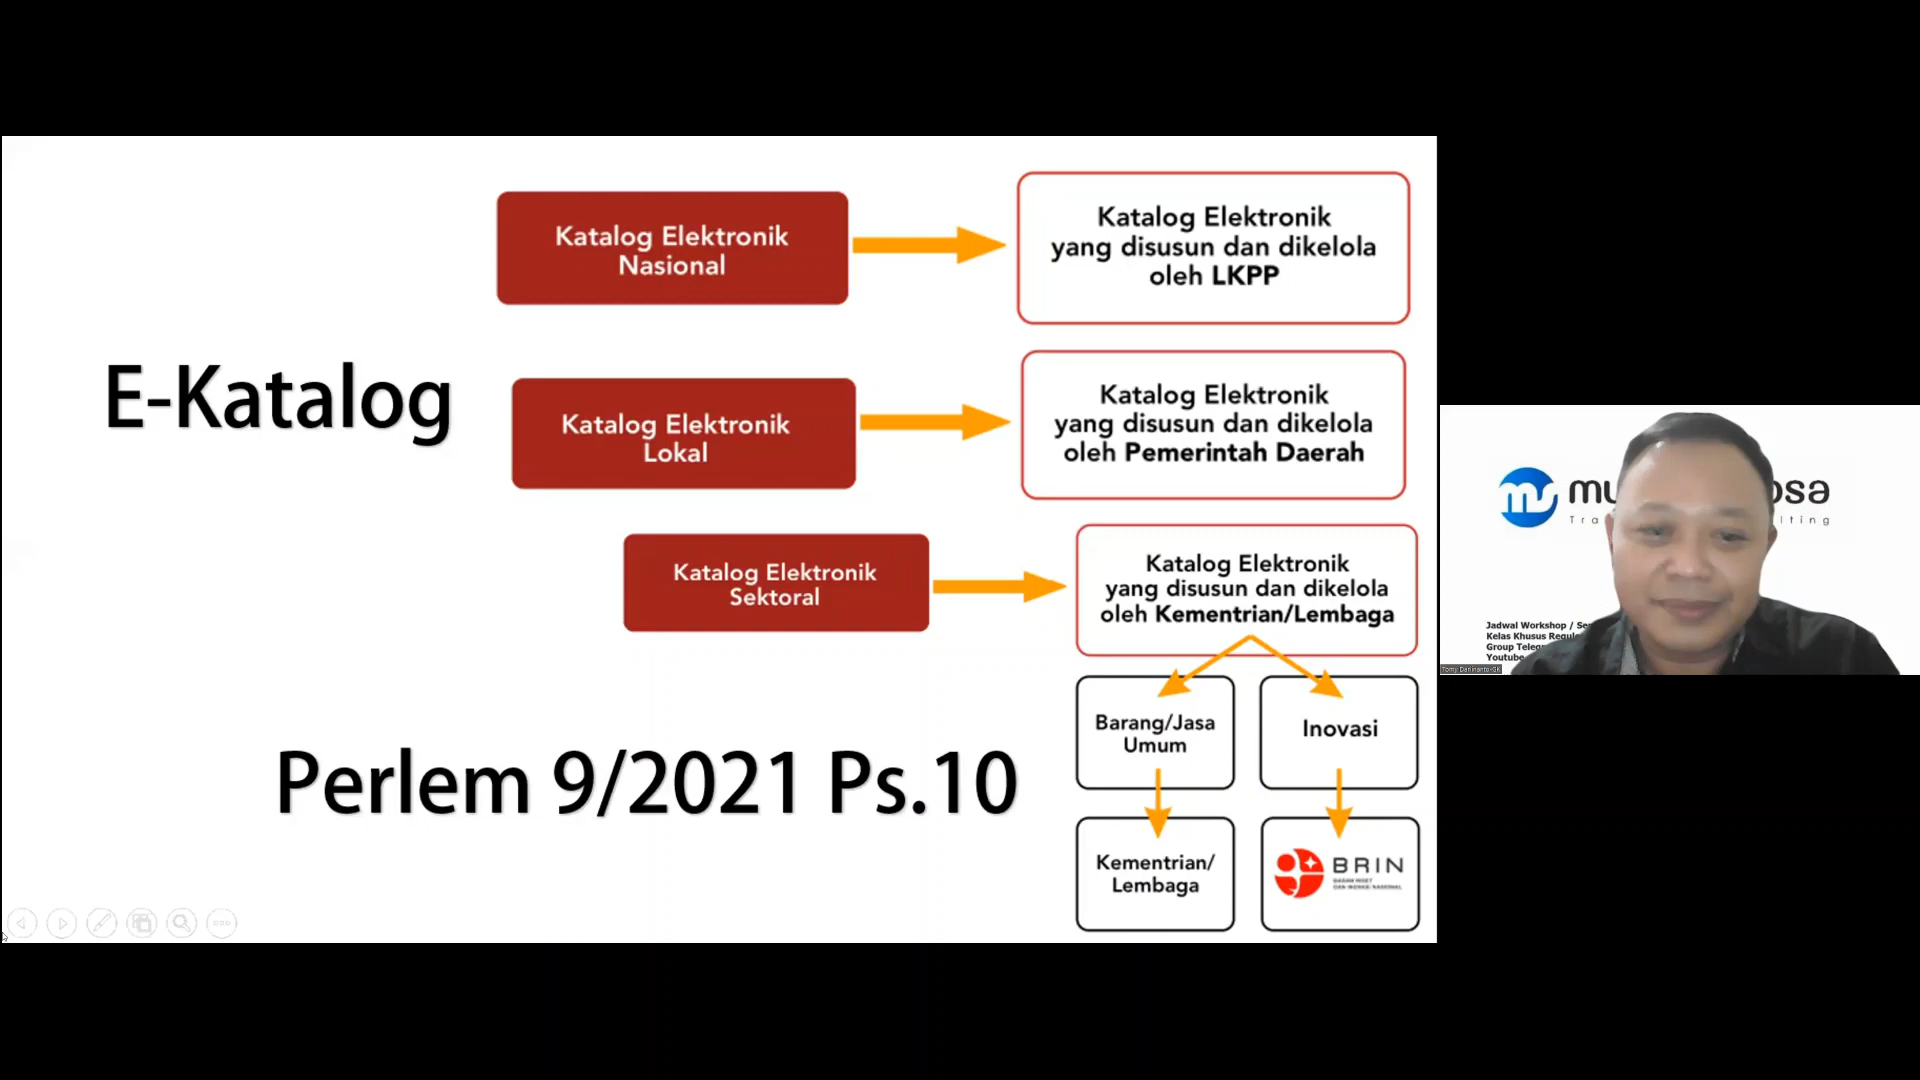 E-Katalog
Katalog Elektronik
Nasional
Katalog Elektronik
yang disusun dan dikelola
oleh LKPP
Katalog Elektronik
Lokal
Katalog Elektronik
yang disusun dan dikelola
oleh Pemerintah Daerah
Katalog Elektronik
Sektoral
Katalog Elektronik
yang disusun dan dikelola
oleh Kementrian/Lembaga
Barang/Jasa
Umum
Inovasi
Kementrian/
Lembaga
BRIN
BADAN RISET
DAN INOVASI NASIONAL
Perlem 9/2021 Ps.10
Jadwal Workshop /
Kelas Khusus
Group
Youtube